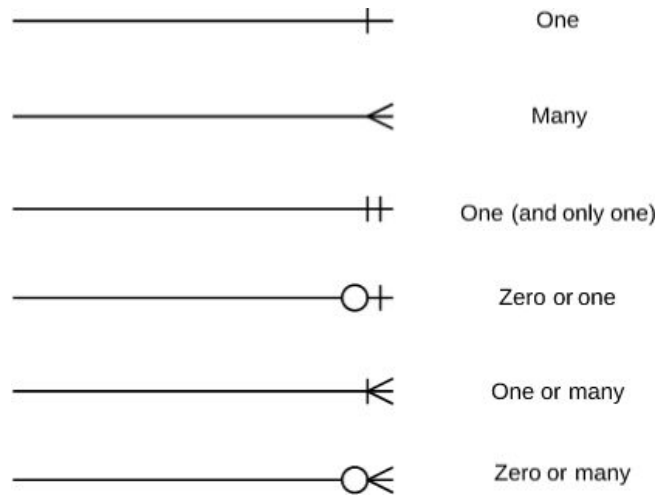 One
Many
One (and only one)
Zero or one
One or many
Zero or many